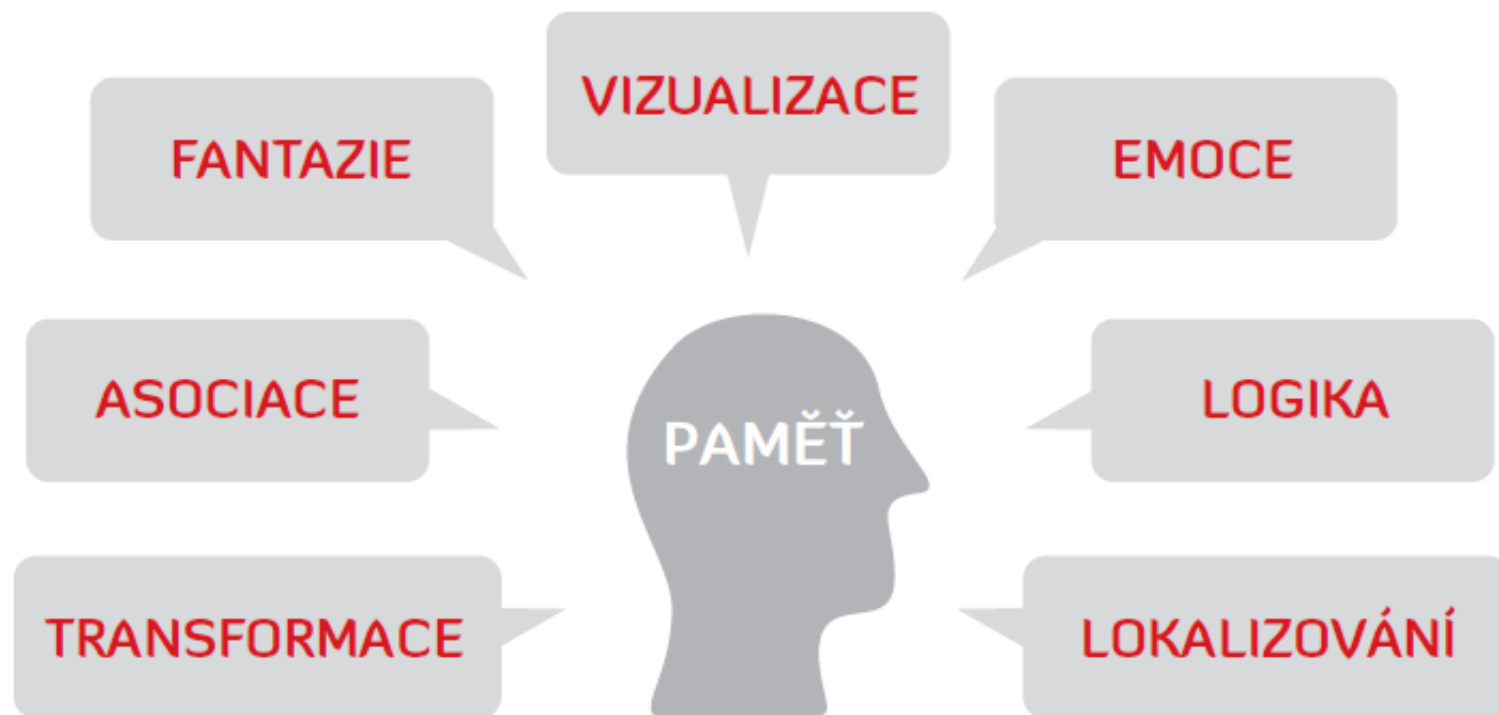 VIZUALIZACE
FANTAZIE
EMOCE
ASOCIACE
LOGIKA
PAMĚŤ
TRANSFORMACE
LOKALIZOVÁNÍ